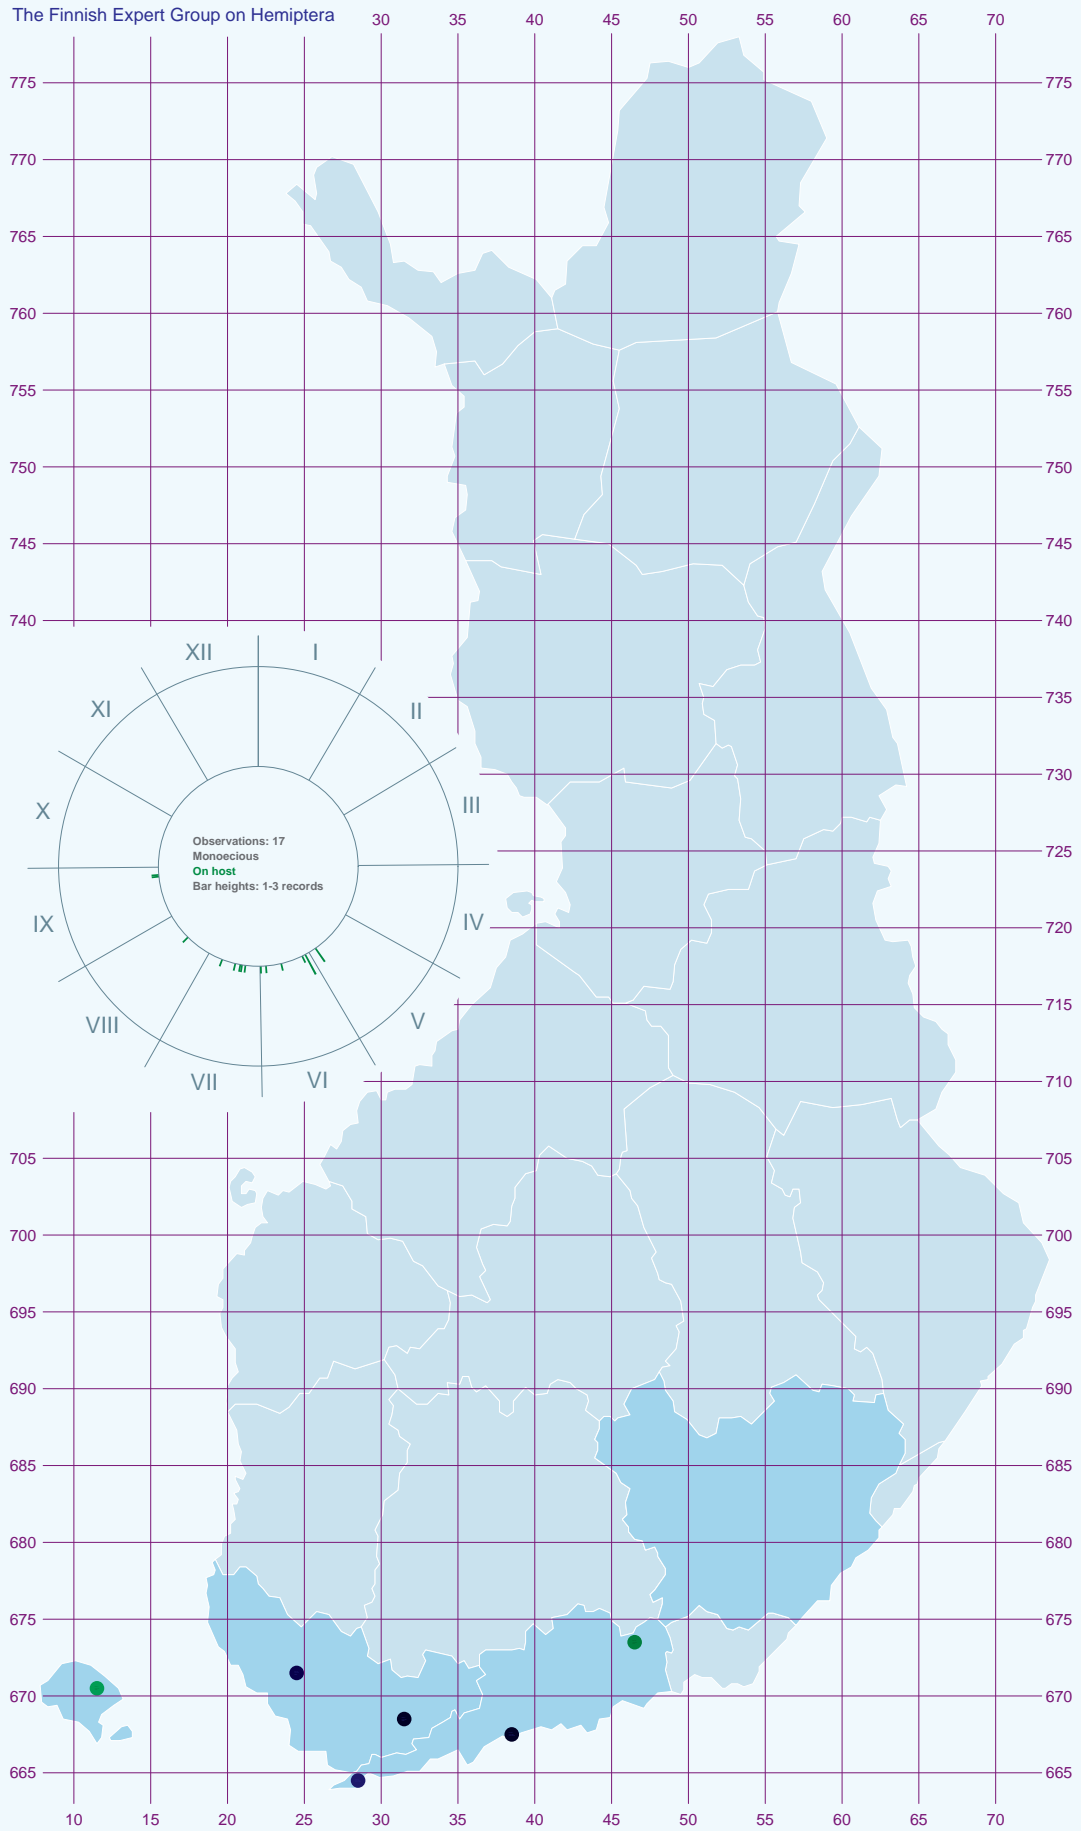 The Finnish Expert Group on Hemiptera
30 35 40 45 50 55 60 65 70
775 775
770 770
765 765
760 760
755 755
750 750
745 745
740 740
XII I
XI II
735
730
X III
725
Observations: 17
Monoecious
On host
Bar heights: 1-3 records
IX IV
720
715
VIII V
VII VI
710
705 705
700 700
695 695
690 690
685 685
680 680
675 675
670 670
665 665
10 15 20 25 30 35 40 45 50 55 60 65 70